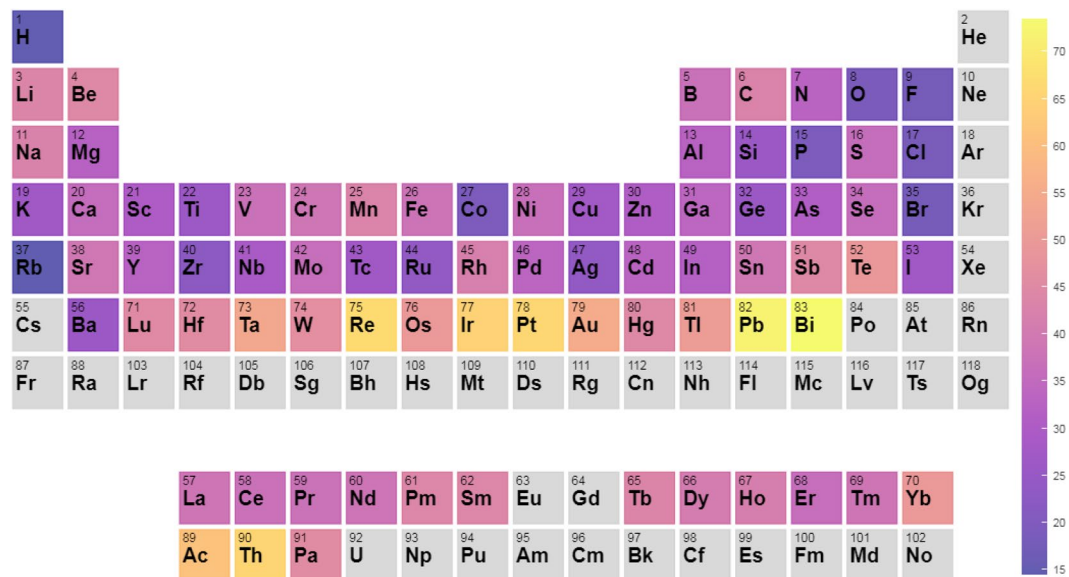 1 2
H He
3 4 5 6 7 8 9 10
Li Be B C N O F Ne
11 12 13 14 15 16 17 18
Na Mg Al Si P S Cl Ar
19 20 21 22 23 24 25 26 27 28 29 30 31 32 33 34 35 36
K Ca Sc Ti V Cr Mn Fe Co Ni Cu Zn Ga Ge As Se Br Kr
37 38 39 40 41 42 43 44 45 46 47 48 49 50 51 52 53 54
Rb Sr Y Zr Nb Mo Tc Ru Rh Pd Ag Cd In Sn Sb Te I Xe
55 56 71 72 73 74 75 76 77 78 79 80 81 82 83 84 85 86
Cs Ba Lu Hf Ta W Re Os Ir Pt Au Hg Tl Pb Bi Po At Rn
87 88 103 104 105 106 107 108 109 110 111 112 113 114 115 116 117 118
Fr Ra Lr Rf Db Sg Bh Hs Mt Ds Rg Cn Nh Fl Mc Lv Ts Og
57 58 59 60 61 62 63 64 65 66 67 68 69 70
La Ce Pr Nd Pm Sm Eu Gd Tb Dy Ho Er Tm Yb
89 90 91 92 93 94 95 96 97 98 99 100 101 102
Ac Th Pa U Np Pu Am Cm Bk Cf Es Fm Md No
70
65
60
55
50
45
40
35
30
25
20
15